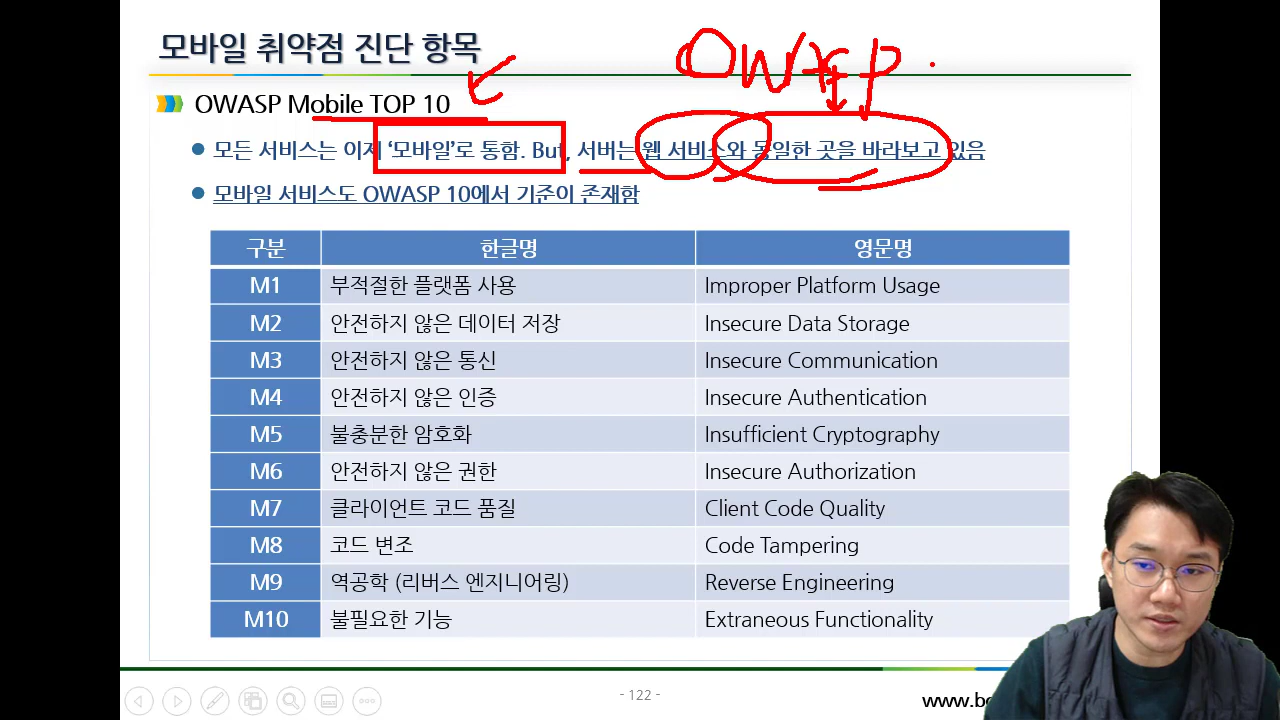 모바일 취약점 진단 항목
OWASP
OWASP Mobile TOP 10
모든 서비스는 이제 '모바일'로 통함. But, 서버는 웹 서비스와 동일한 곳을 바라보고 있음
모바일 서비스도 OWASP 10에서 기준이 존재함
구분 한글명 영문명
M1 부적절한 플랫폼 사용 Improper Platform Usage
M2 안전하지 않은 데이터 저장 Insecure Data Storage
M3 안전하지 않은 통신 Insecure Communication
M4 안전하지 않은 인증 Insecure Authentication
M5 불충분한 암호화 Insufficient Cryptography
M6 안전하지 않은 권한 Insecure Authorization
M7 클라이언트 코드 품질 Client Code Quality
M8 코드 변조 Code Tampering
M9 역공학 (리버스 엔지니어링) Reverse Engineering
M10 불필요한 기능 Extraneous Functionality
- 122 -
www.bo